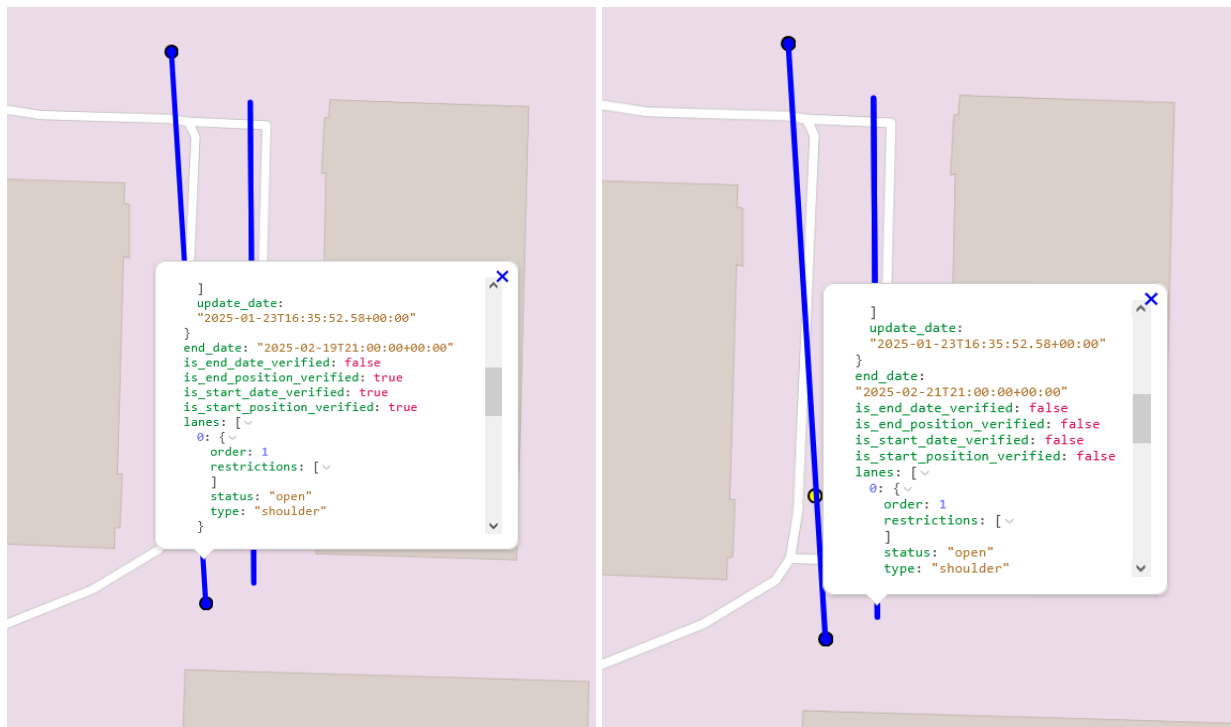 ]
update_date:
"2025-01-23T16:35:52.58+00:00"
}
end_date: "2025-02-19T21:00:00+00:00"
is_end_date_verified: false
is_end_position_verified: true
is_start_date_verified: true
is_start_position_verified: true
lanes: [
0: {
order: 1
restrictions: [
]
status: "open"
type: "shoulder"
}
]
update_date:
"2025-01-23T16:35:52.58+00:00"
}
end_date:
"2025-02-21T21:00:00+00:00"
is_end_date_verified: false
is_end_position_verified: false
is_start_date_verified: false
is_start_position_verified: false
lanes: [
0: {
order: 1
restrictions: [
]
status: "open"
type: "shoulder"